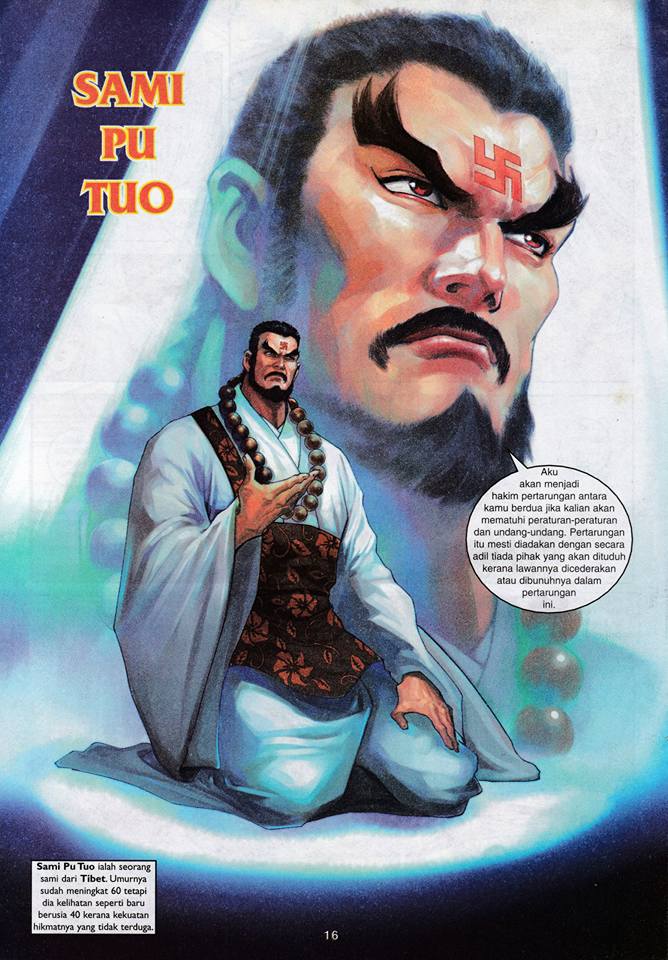 SAMI
PU
TUO
Aku
akan menjadi
hakim pertarungan antara
kamu berdua jika kalian akan
mematuhi peraturan-peraturan
dan undang-undang. Pertarungan
itu mesti diadakan dengan secara
adil tiada pihak yang akan dituduh
kerana lawannya dicederakan
atau dibunuhnya dalam
pertarungan
ini.
Sami Pu Tuo ialah seorang
sami dari Tibet. Umurnya
sudah meningkat 60 tetapi
dia kelihatan seperti baru
berusia 40 kerana kekuatan
hikmatnya yang tidak terduga.
16